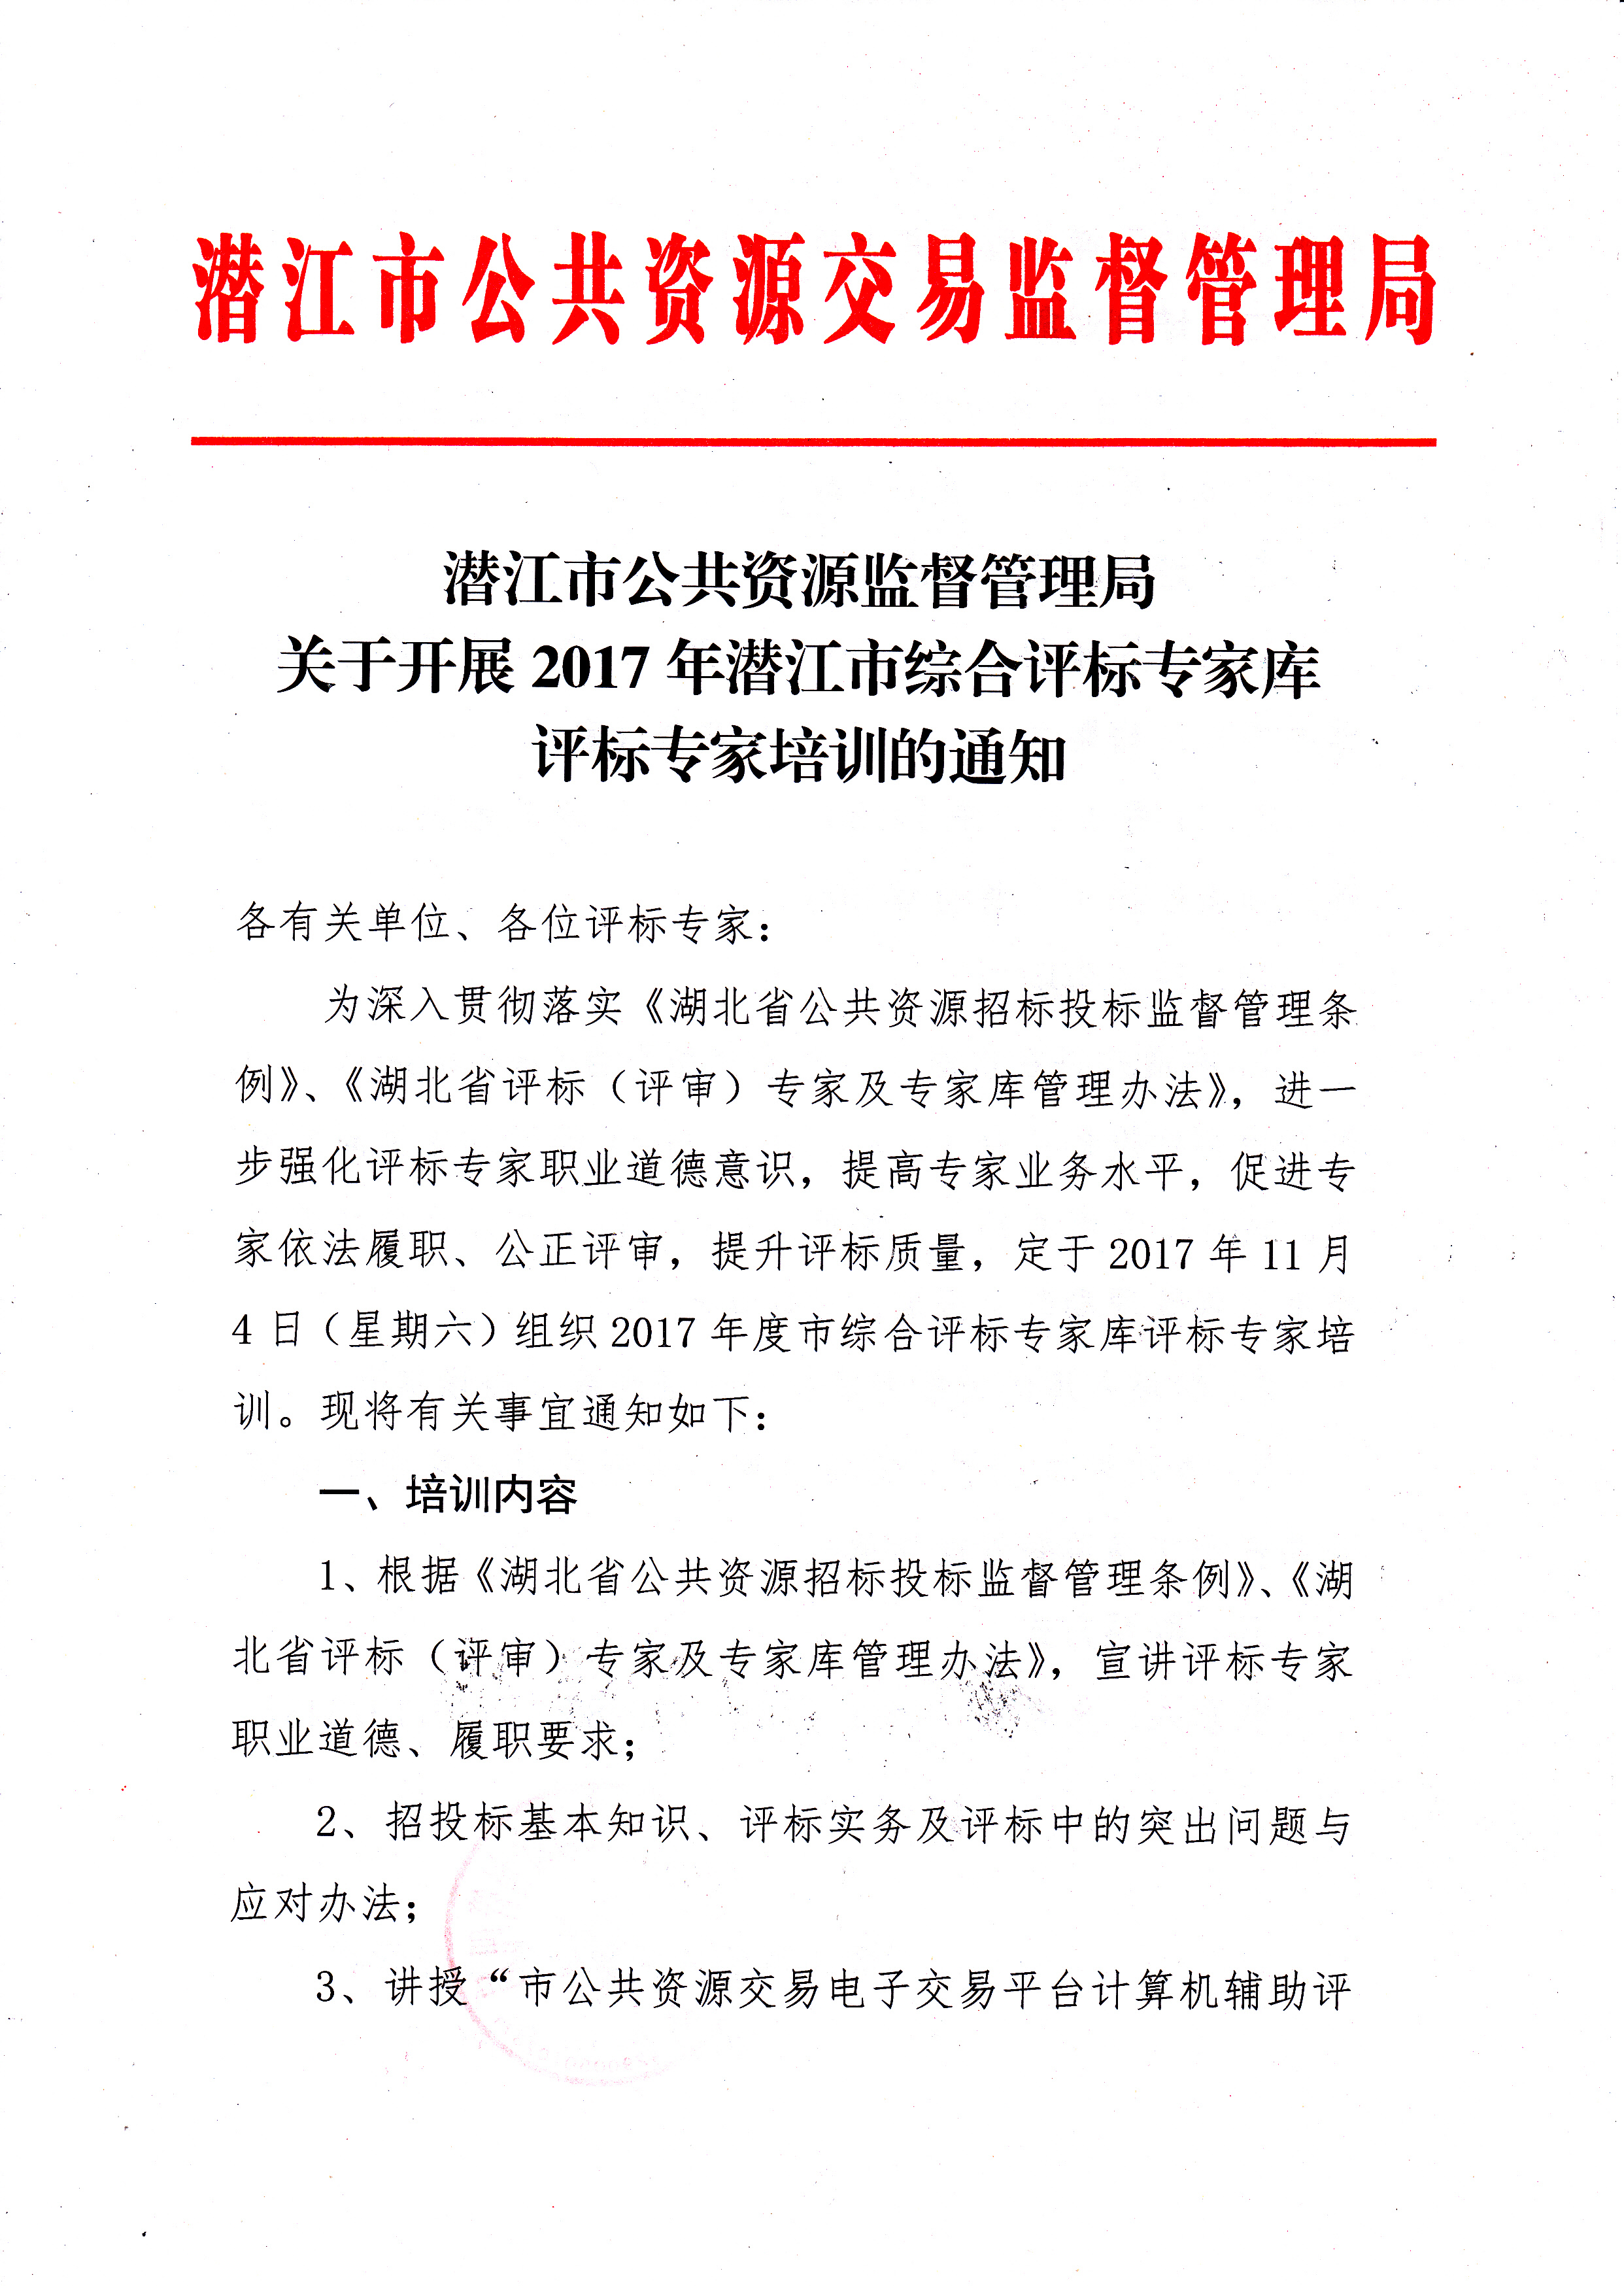 潜江市公共资源交易监督管理局
潜江市公共资源监督管理局
关于开展 2017 年潜江市综合评标专家库
评标专家培训的通知
各有关单位、各位评标专家：
为深入贯彻落实《湖北省公共资源招标投标监督管理条
例》、《湖北省评标（评审）专家及专家库管理办法》，进一
步强化评标专家职业道德意识，提高专家业务水平，促进专
家依法履职、公正评审，提升评标质量，定于 2017 年 11 月
4 日（星期六）组织 2017 年度市综合评标专家库评标专家培
训。现将有关事宜通知如下：
一、培训内容
1、根据《湖北省公共资源招标投标监督管理条例》、《湖
北省评标（评审）专家及专家库管理办法》，宣讲评标专家
职业道德、履职要求；
2、招投标基本知识、评标实务及评标中的突出问题与
应对办法；
3、讲授“市公共资源交易电子交易平台计算机辅助评